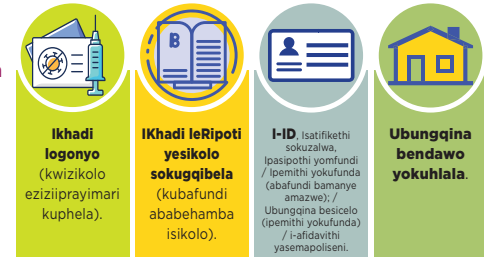 B
Ikhadi
logonyo
(kwizikolo
eziziiprayimari
kuphela).
IKhadi leRipoti
yesikolo
sokugqibela
(kubafundi
ababehamba
isikolo).
I-ID, Isatifikethi
sokuzalwa,
Ipasipothi yomfundi
/ Ipemithi yokufunda
(abafundi bamanye
amazwe); /
Ubungqina besicelo
(ipemithi yokufunda)
/ i-afidavithi
yasemapoliseni.
Ubungqina
bendawo
yokuhlala.